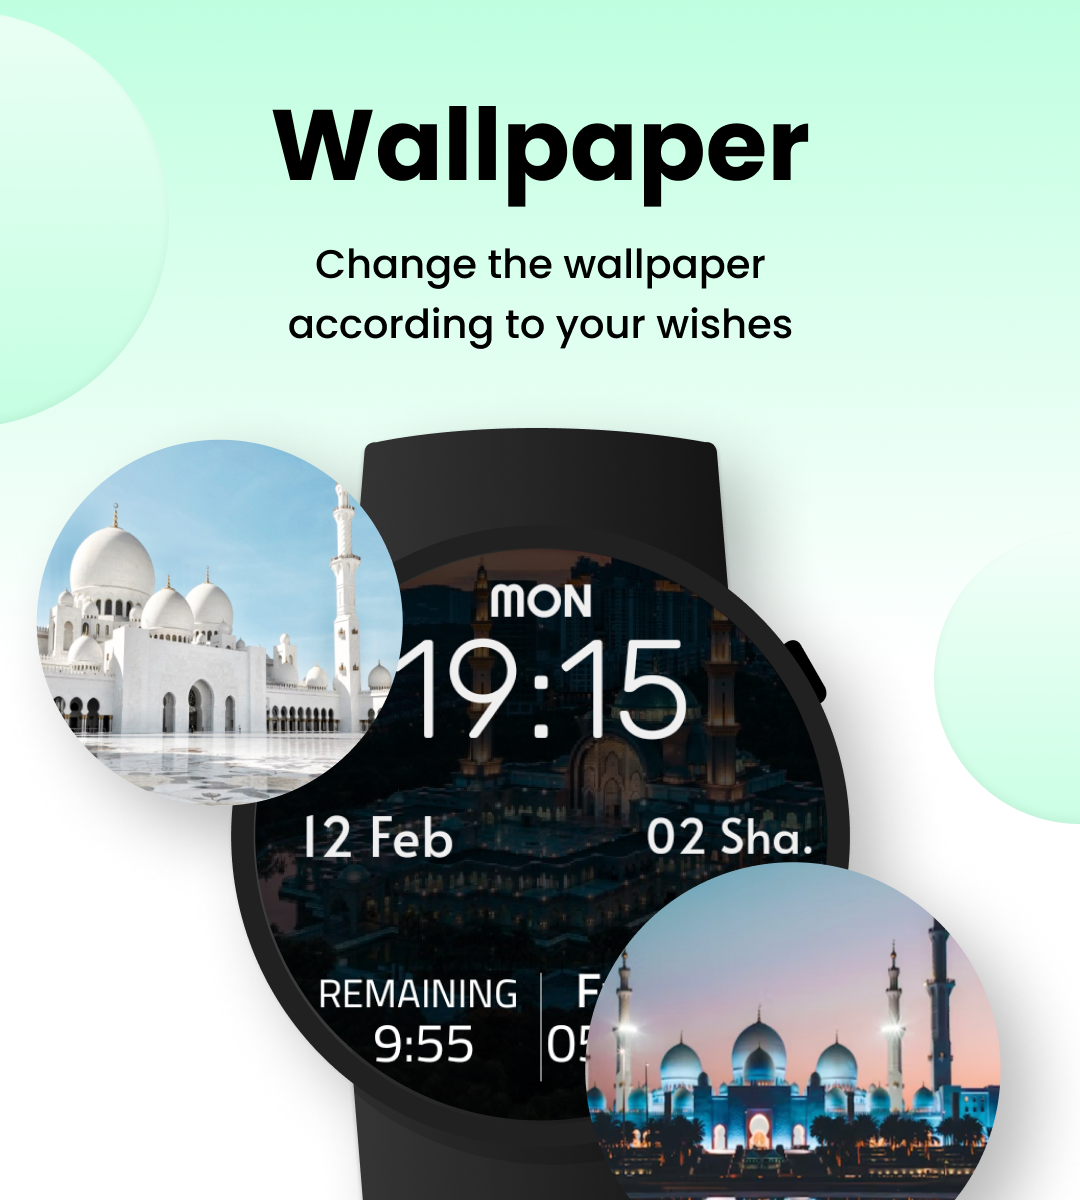 Wallpaper
Change the wallpaper
according to your wishes
MON
19:15
12 Feb
02 Sha.
REMAINING
9:55